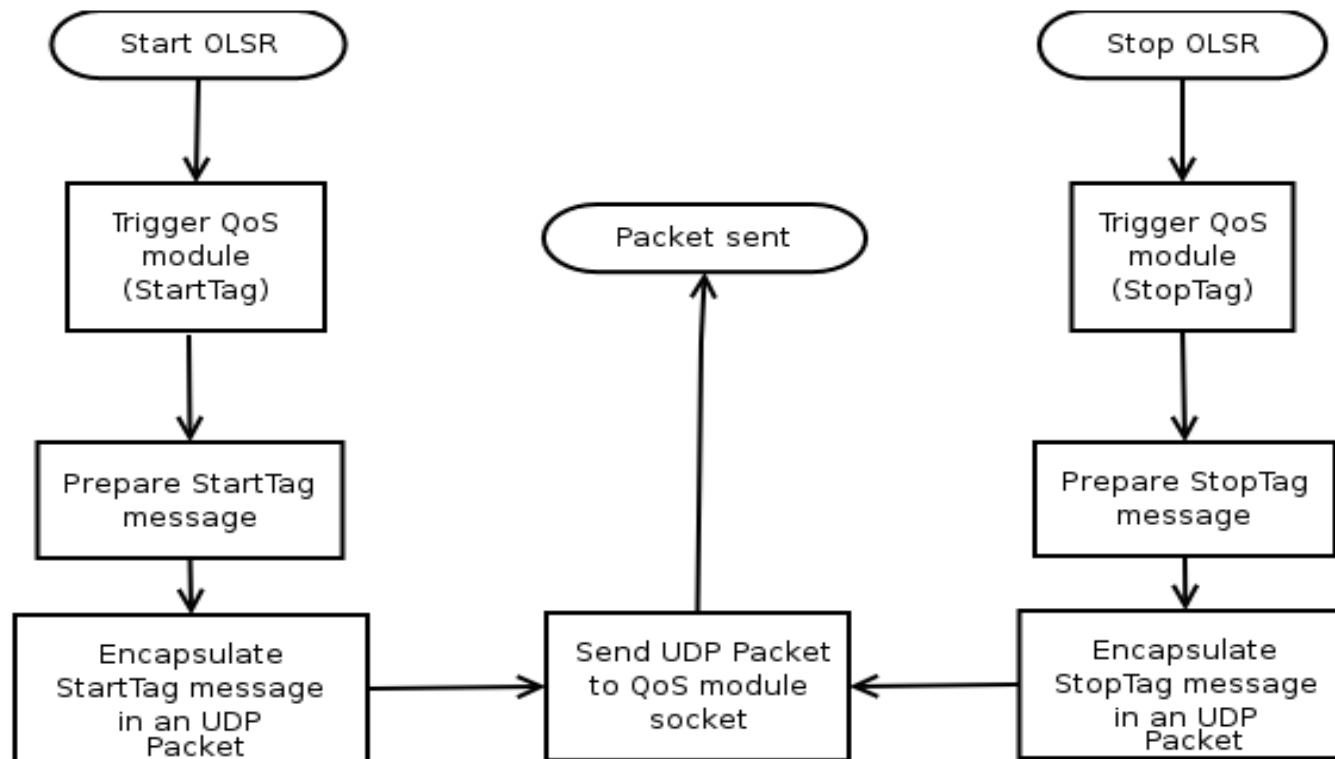 Start OLSR
Trigger QoS
module
(StartTag)
Prepare StartTag
message
Encapsulate
StartTag message
in an UDP
Packet
Packet sent
Send UDP Packet
to QoS module
socket
Stop OLSR
Trigger QoS
module
(StopTag)
Prepare StopTag
message
Encapsulate
StopTag message
in an UDP
Packet